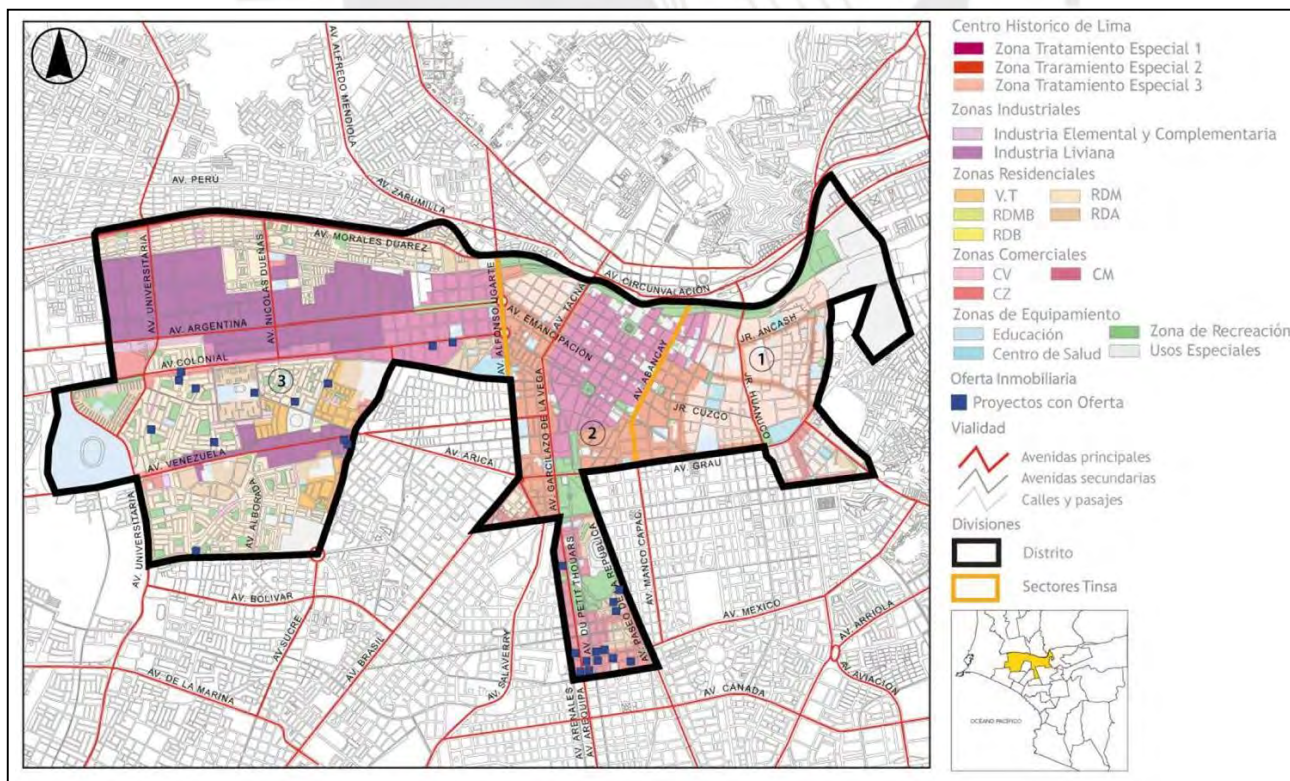 AV. ALFREDO MENDIOLA
AV. PERÚ
AV. ZARUMILLA
AV. MORALES DUAREZ
AV. UNIVERSITARIA
AV. NICOLAS DUEÑAS
AV. ARGENTINA
AV. COLONIAL
AV. ALFONSO UGARTE
AV. EMANCIPACIÓN
AV. TACNA
AV. CIRCUNVALACIÓN
AV. ABANCAY
JR. ANCASH
1
JR. HUANUCO
JR. CUZCO
3
2
AV. GARCILAZO DE LA VEGA
AV. VENEZUELA
AV. ARICA
AV. GRAU
AV. ALBORADA
AV. UNIVERSITARIA
AV. BOLIVAR
AV. SUCRE
AV. BRASIL
AV. DE LA MARINA
AV. SALAVERRY
AV. DU PETIT THOUARS
AV. PASEO DE LA REPÚBLICA
AV. MANCO CAPAC
AV. MEXICO
AV. ARRIOLA
AV. AVIACIÓN
AV. CANADA
AV. ARENALES
AV. AREQUIPA
Centro Historico de Lima
Zona Tratamiento Especial 1
Zona Traramiento Especial 2
Zona Tratamiento Especial 3
Zonas Industriales
Industria Elemental y Complementaria
Industria Liviana
Zonas Residenciales
V.T RDM
RDMB RDA
RDB
Zonas Comerciales
CV CM
CZ
Zonas de Equipamiento
Educación Zona de Recreación
Centro de Salud Usos Especiales
Oferta Inmobiliaria
Proyectos con Oferta
Vialidad
Avenidas principales
Avenidas secundarias
Calles y pasajes
Divisiones
Distrito
Sectores Tinsa
OCÉANO PACÍFICO